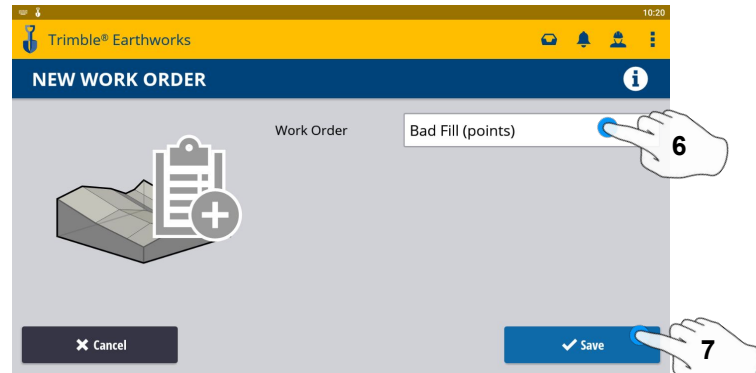 10:20
Trimble® Earthworks
NEW WORK ORDER
i
Work Order
Bad Fill (points)
6
Cancel
Save
7